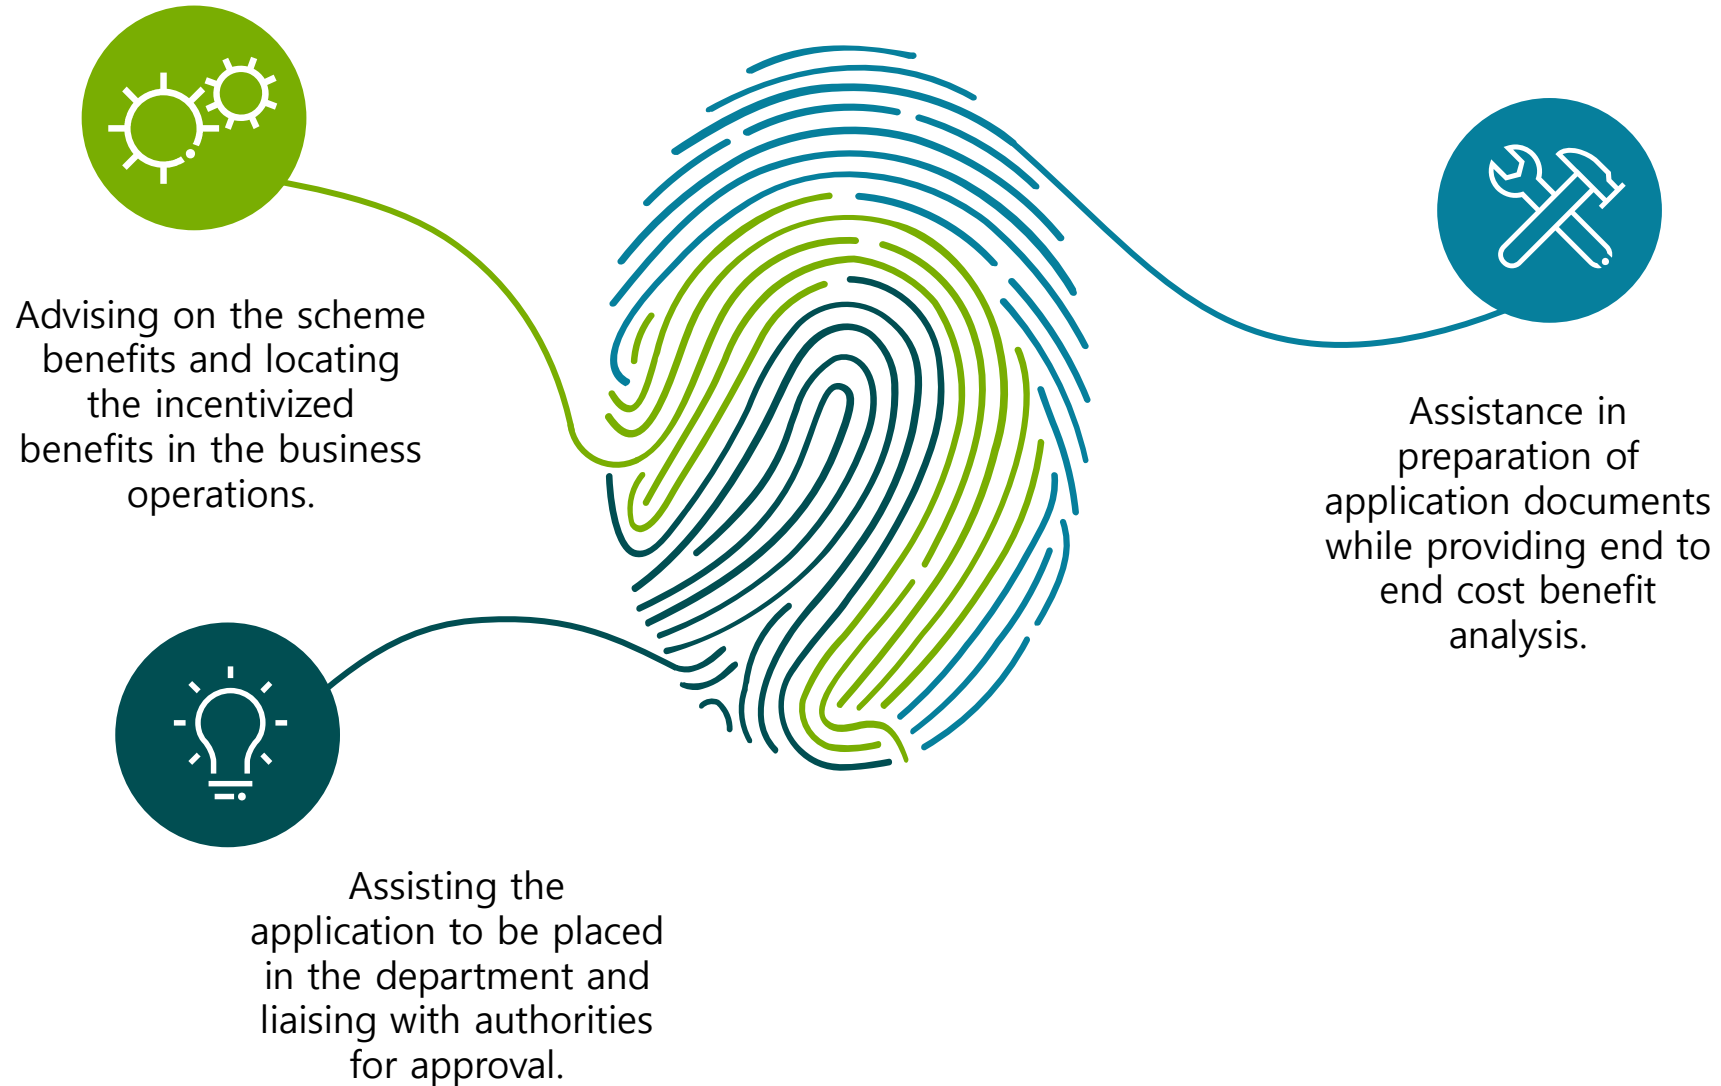 Advising on the scheme
benefits and locating
the incentivized
benefits in the business
operations.
Assistance in
preparation of
application documents
while providing end to
end cost benefit
analysis.
Assisting the
application to be placed
in the department and
liaising with authorities
for approval.